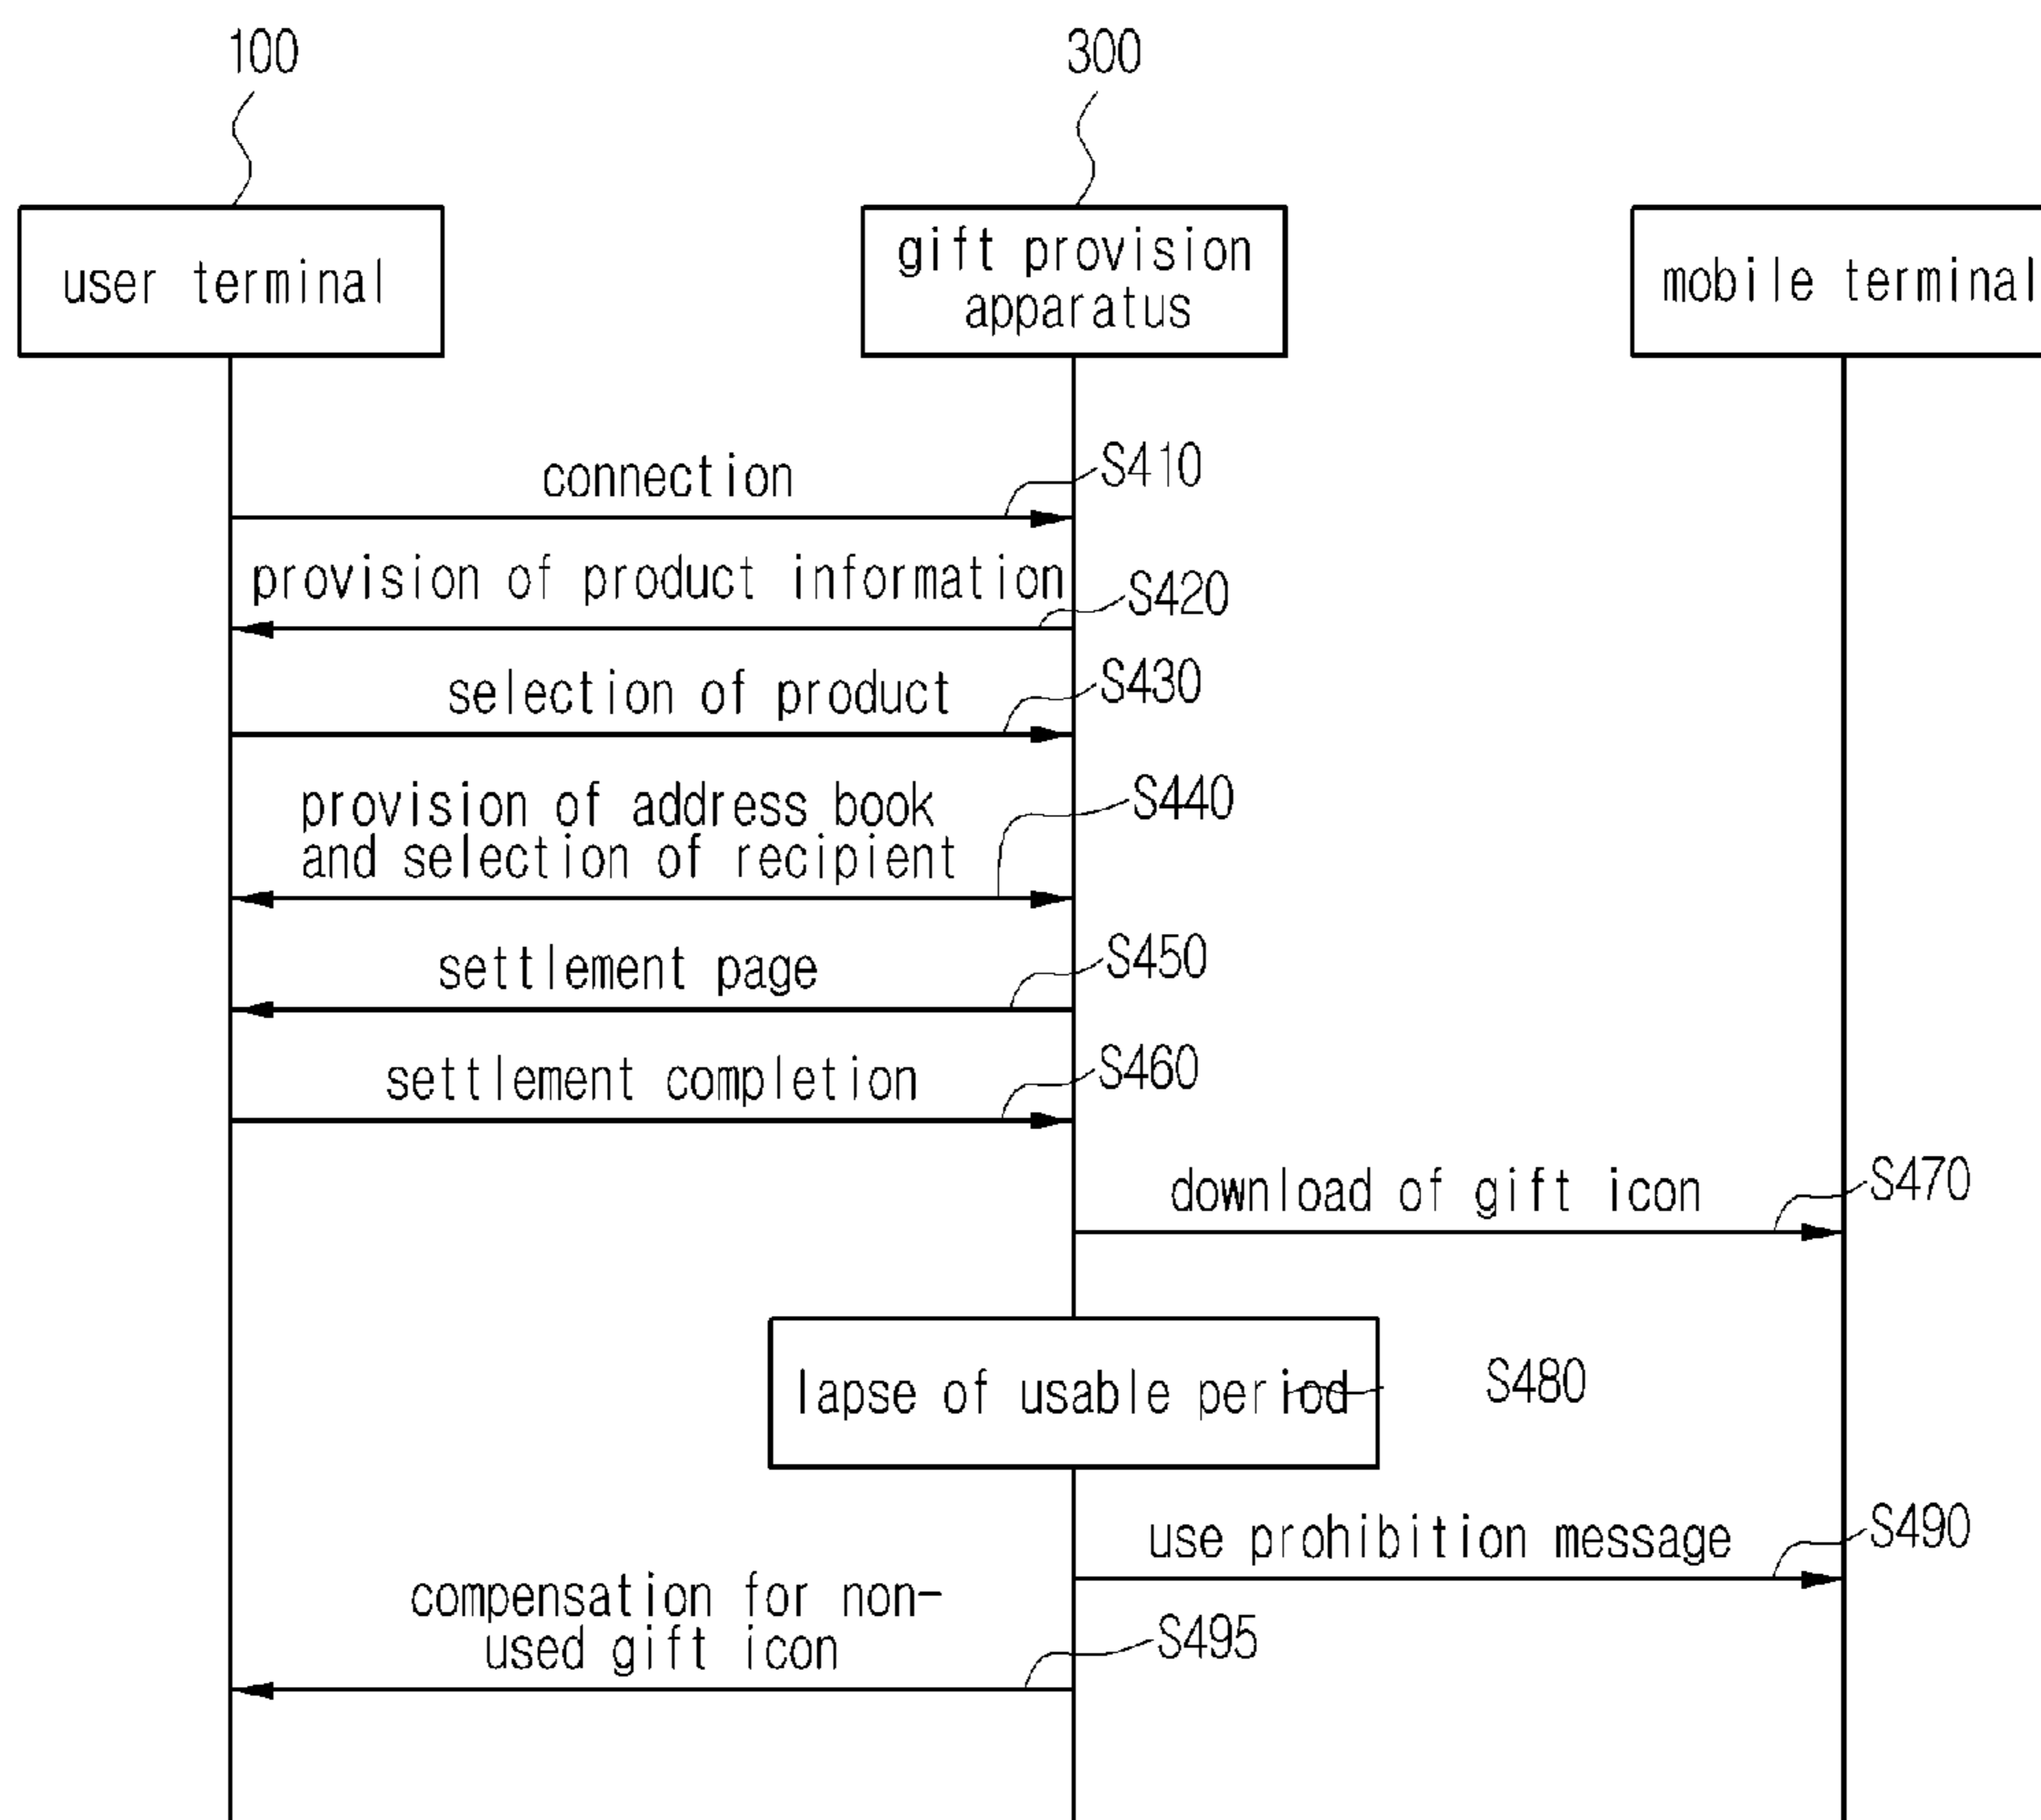 100
300
user terminal
gift provision
apparatus
mobile terminal
connection
S410
provision of product information
S420
selection of product
S430
provision of address book
and selection of recipient
S440
settlement page
S450
settlement completion
S460
download of gift icon
S470
lapse of usable period
S480
use prohibition message
S490
compensation for non-
used gift icon
S495